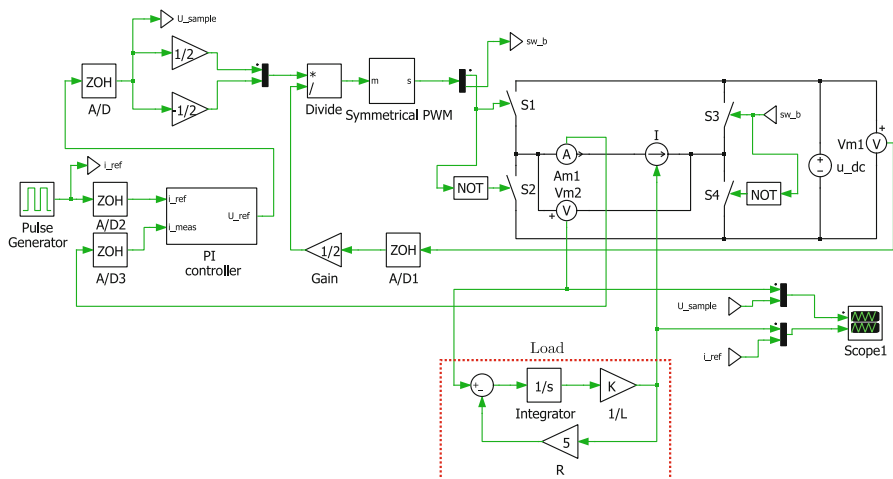 U_sample
1/2
ZOH
A/D
-1/2
*
/
Divide
m
s
Symmetrical PWM
sw_b
S1
S2
NOT
A
Am1
Vm2
V
+
I
S3
sw_b
S4
NOT
u_dc
+
−
Vm1
V
+
i_ref
Pulse
Generator
ZOH
A/D2
ZOH
A/D3
i_ref
i_meas
U_ref
PI
controller
1/2
Gain
ZOH
A/D1
U_sample
i_ref
Scope1
Load
+
−
1/s
Integrator
K
1/L
5
R